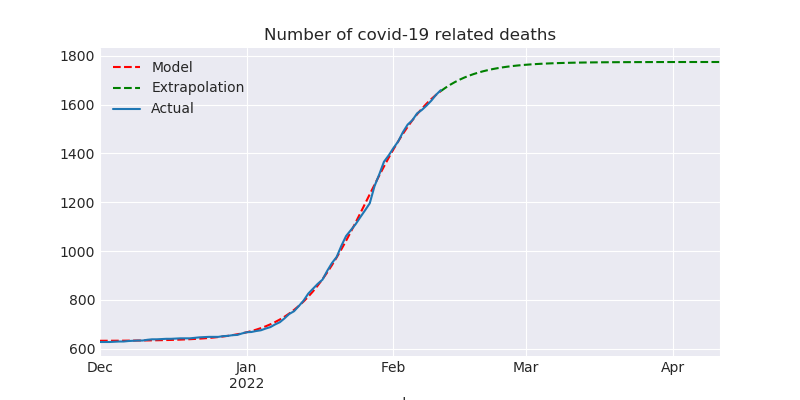 Number of covid-19 related deaths
Model
Extrapolation
Actual
1800
1600
1400
1200
1000
800
600
Dec
Jan
Feb
Mar
Apr
2022